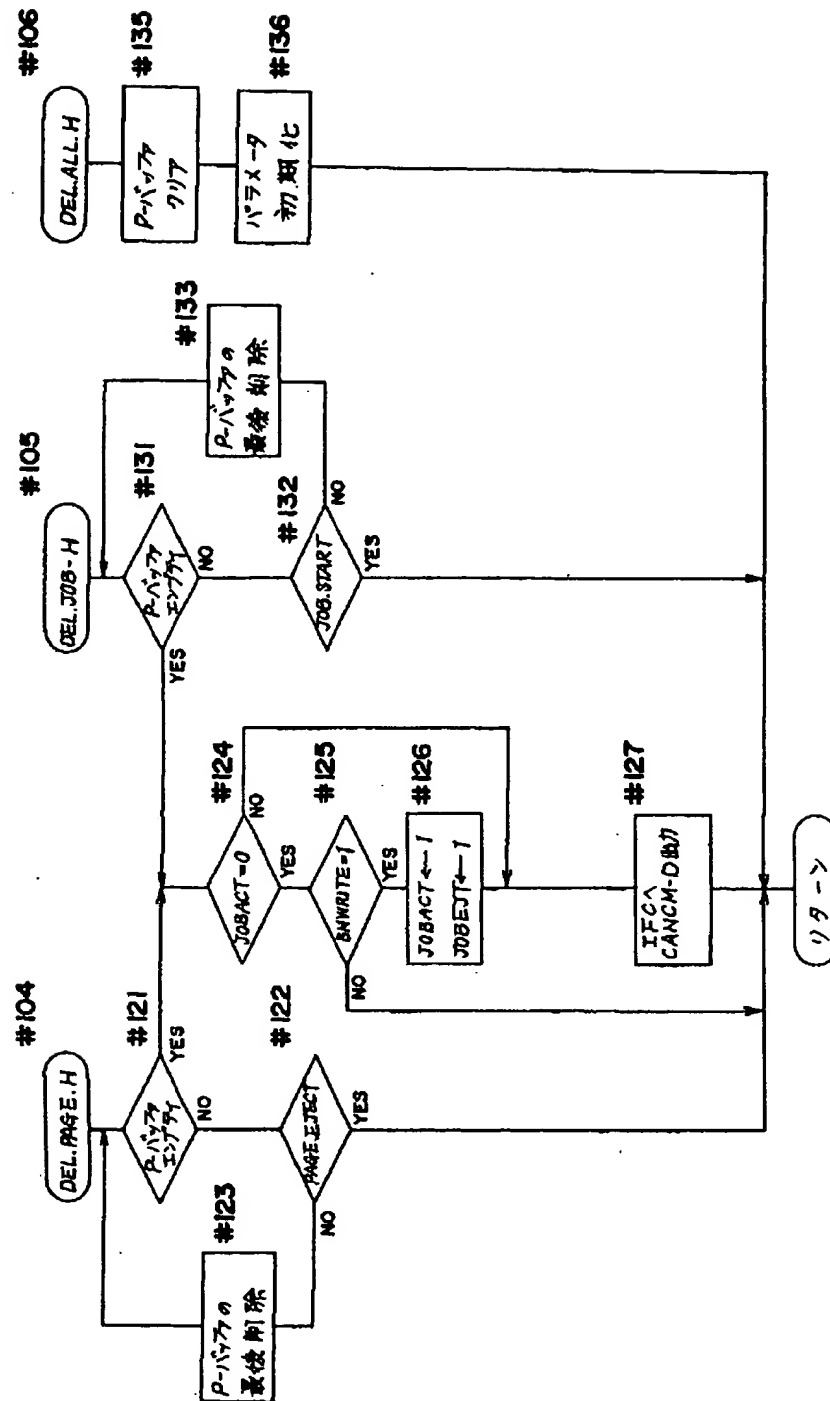 #104
DEL.PAGE.H
#121
P-バッファ
エンプティ
YES
NO
#122
PAGE.EJECT
YES
NO
#123
P-バッファの
最後削除
#124
JOBACT=0
NO
YES
#125
BNWRITE=1
YES
NO
#126
JOBACT←1
JOBEJT←1
#127
IFCへ
CANCM-D出力
リターン
#105
DEL.JOB-H
#131
P-バッファ
エンプティ
YES
NO
#132
JOB.START
NO
YES
#133
P-バッファの
最後削除
#106
DEL.ALL.H
#135
P-バッファ
クリア
#136
パラメータ
初期化